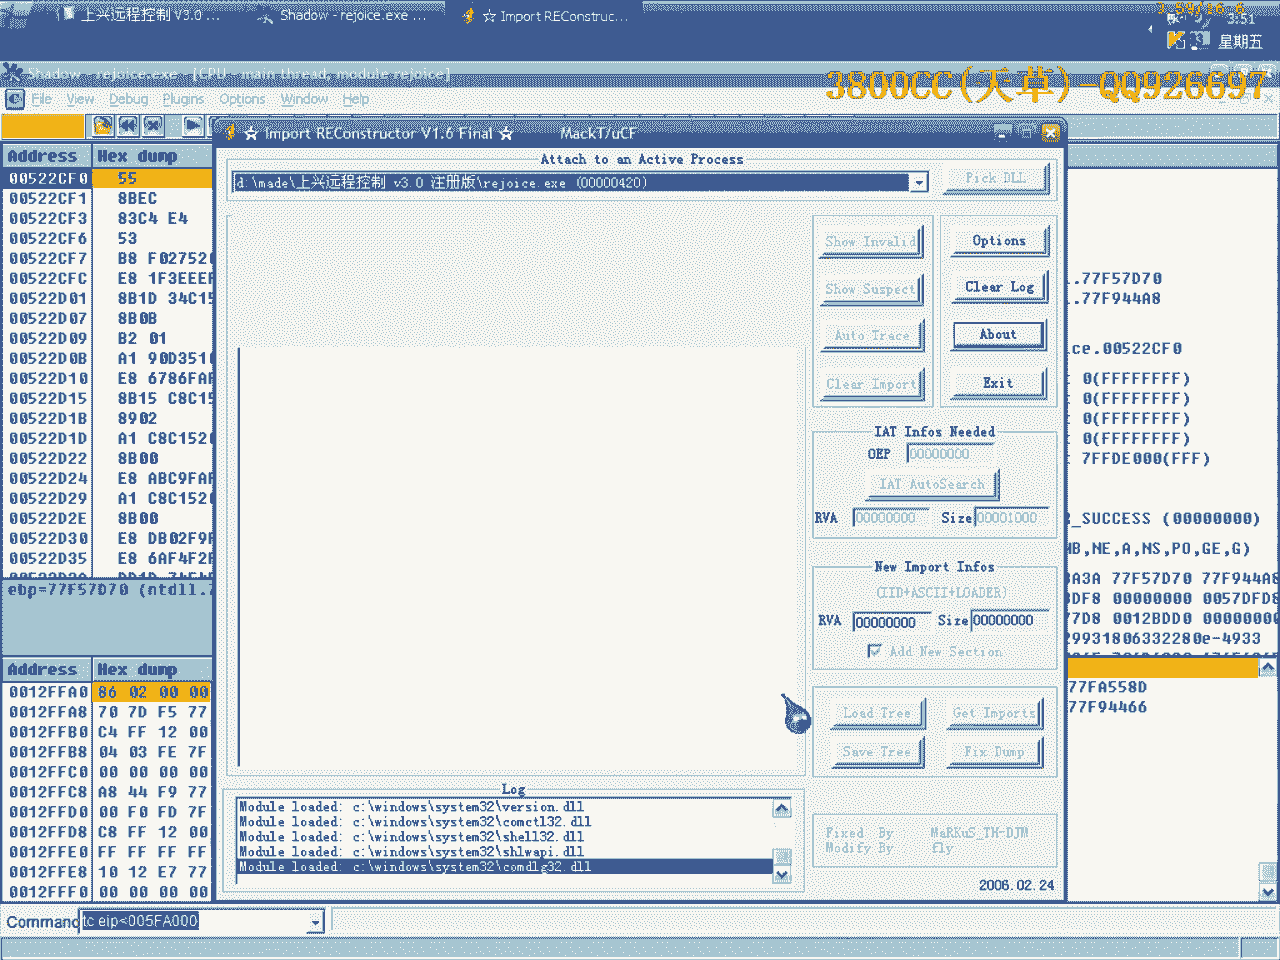 上兴远程控制 V3.0 ...
Shadow - rejoice.exe ...
☆ Import REConstruc...
3:51
星期五
Shadow - rejoice.exe - [CPU - main thread, module rejoice]
3800CC(天草)-QQ926697
File View Debug Plugins Options Window Help
☆ Import REConstructor V1.6 Final ☆ MackT/uCF
Attach to an Active Process
d:\made\上兴远程控制 v3.0 注册版\rejoice.exe (00000420)
Pick DLL
Address Hex dump
00522CF0 55
00522CF1 8BEC
00522CF3 83C4 E4
00522CF6 53
00522CF7 B8 F02752
00522CFC E8 1F3EEE
00522D01 8B1D 34C15
00522D07 8B0B
00522D09 B2 01
00522D0B A1 90D351
00522D10 E8 6786FA
00522D15 8B15 C8C15
00522D1B 8902
00522D1D A1 C8C152
00522D22 8B00
00522D24 E8 ABC9FA
00522D29 A1 C8C152
00522D2E 8B00
00522D30 E8 DB02F9
00522D35 E8 6AF4F2
ebp=77F57D70 (ntdll.7
Show Invalid
Show Suspect
Auto Trace
Clear Import
Options
Clear Log
About
Exit
IAT Infos Needed
OEP 00000000
IAT AutoSearch
RVA 00000000 Size 00001000
New Import Infos
(IID+ASCII+LOADER)
RVA 00000000 Size 00000000
Add New Section
Load Tree Get Imports
Save Tree Fix Dump
.77F57D70
.77F944A8
ce.00522CF0
0(FFFFFFFF)
0(FFFFFFFF)
0(FFFFFFFF)
0(FFFFFFFF)
7FFDE000(FFF)
_SUCCESS (00000000)
NB,NE,A,NS,PO,GE,G)
3A3A 77F57D70 77F944A8
3DF8 00000000 0057DFD8
77D8 0012BDD0 00000000
29931806332280e-4933
Address Hex dump
0012FFA0 86 02 00 00
0012FFA8 70 7D F5 77
0012FFB0 C4 FF 12 00
0012FFB8 04 03 FE 7F
0012FFC0 00 00 00 00
0012FFC8 A8 44 F9 77
0012FFD0 00 F0 FD 7F
0012FFD8 C8 FF 12 00
0012FFE0 FF FF FF FF
0012FFE8 10 12 E7 77
0012FFF0 00 00 00 00
77FA558D
77F94466
Log
Module loaded: c:\windows\system32\version.dll
Module loaded: c:\windows\system32\comctl32.dll
Module loaded: c:\windows\system32\shell32.dll
Module loaded: c:\windows\system32\shlwapi.dll
Module loaded: c:\windows\system32\comdlg32.dll
Fixed By MaRKuS_TH-DJM
Modify By fly
2006.02.24
Command tc eip<005FA000